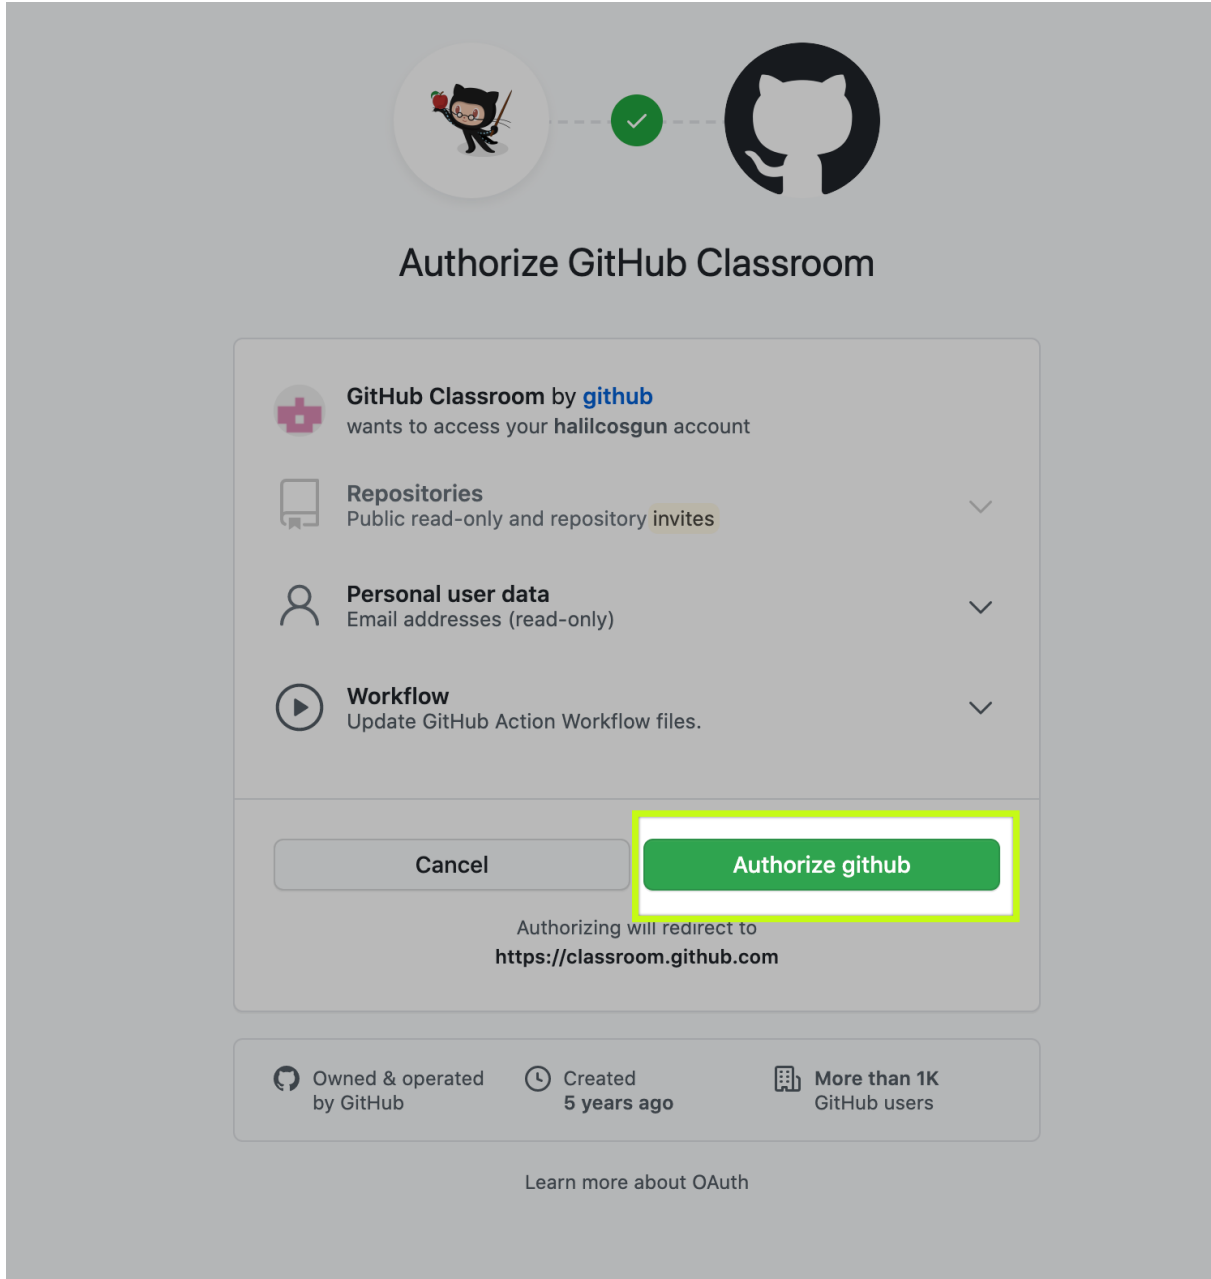 Authorize GitHub Classroom
GitHub Classroom by github
wants to access your halilcosgun account
Repositories
Public read-only and repository invites
Personal user data
Email addresses (read-only)
Workflow
Update GitHub Action Workflow files.
Cancel
Authorize github
Authorizing will redirect to
https://classroom.github.com
Owned & operated
by GitHub
Created
5 years ago
More than 1K
GitHub users
Learn more about OAuth